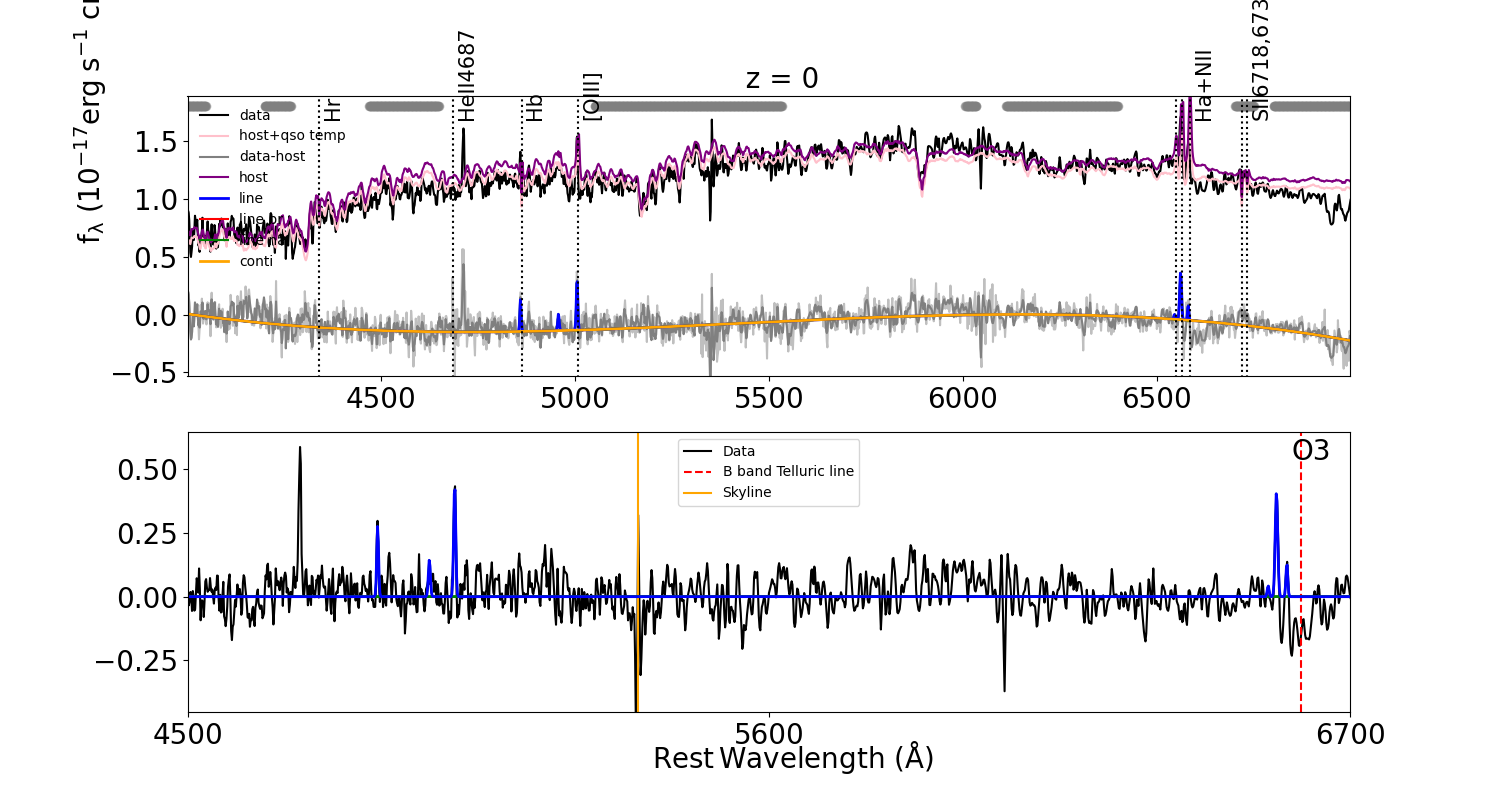 z = 0
f_λ (10^−17 erg s^−1
Hr
HeII4687
Hb
[OIII]
Ha+NII
SII6718,673
data
host+qso temp
data-host
host
line
line
conti
1.5
1.0
0.5
0.0
−0.5
4500
5000
5500
6000
6500
O3
Data
B band Telluric line
Skyline
0.50
0.25
0.00
−0.25
4500
5600
6700
Rest Wavelength (Å)